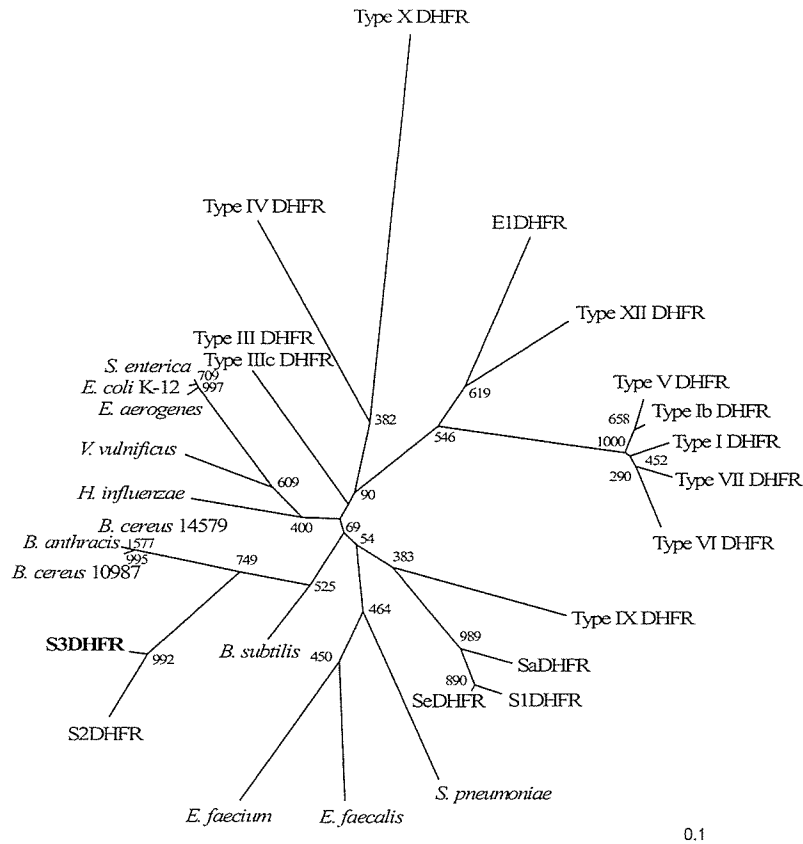 Type X DHFR
Type IV DHFR
E1DHFR
Type XII DHFR
Type III DHFR
Type IIIc DHFR
S. enterica
709
E. coli K-12
997
E. aerogenes
382
619
Type V DHFR
658
Type Ib DHFR
546
1000
Type I DHFR
452
V. vulnificus
290
Type VII DHFR
609
90
H. influenzae
B. cereus 14579
400
69
Type VI DHFR
54
B. anthracis
577
995
749
383
B. cereus 10987
525
464
Type IX DHFR
S3DHFR
992
B. subtilis
450
989
SaDHFR
890
SeDHFR
S1DHFR
S2DHFR
S. pneumoniae
E. faecium
E. faecalis
0.1